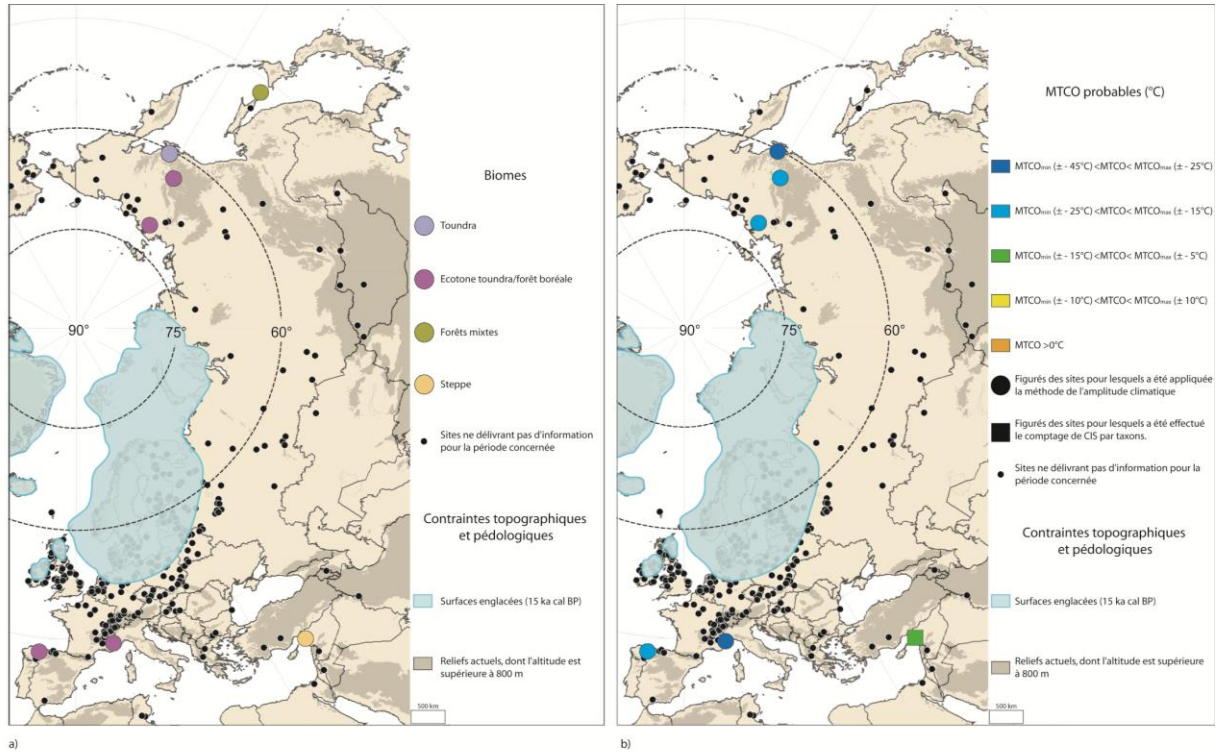 90°
75°
60°
Biomes
Toundra
Ecotone toundra/forêt boréale
Forêts mixtes
Steppe
Sites ne délivrant pas d'information
pour la période concernée
Contraintes topographiques
et pédologiques
Surfaces englacées (15 ka cal BP)
Reliefs actuels, dont l'altitude est
supérieure à 800 m
500 km
a)
90°
75°
60°
MTCO probables (°C)
MTCOmin (± - 45°C) <MTCO< MTCOmax (± - 25°C)
MTCOmin (± - 25°C) <MTCO< MTCOmax (± - 15°C)
MTCOmin (± - 15°C) <MTCO< MTCOmax (± - 5°C)
MTCOmin (± - 10°C) <MTCO< MTCOmax (± 10°C)
MTCO >0°C
Figurés des sites pour lesquels a été appliquée
la méthode de l'amplitude climatique
Figurés des sites pour lesquels a été effectué
le comptage de CIS par taxons.
Sites ne délivrant pas d'information pour la
période concernée
Contraintes topographiques
et pédologiques
Surfaces englacées (15 ka cal BP)
Reliefs actuels, dont l'altitude est supérieure
à 800 m
500 km
b)